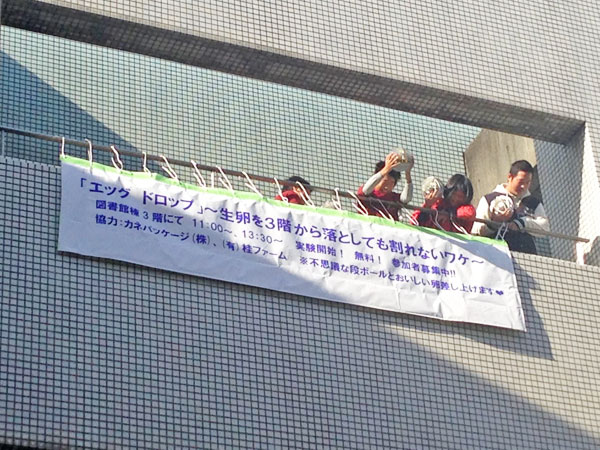 「エッグ ドロップ」～生卵を3階から落としても割れないワケ～
図書館棟3階にて 11:00～、13:30～ 実験開始! 無料! 参加者募集中!!
協力:カネパッケージ(株)、(有)桂ファーム ※不思議な段ボールとおいしい卵差し上げます❤